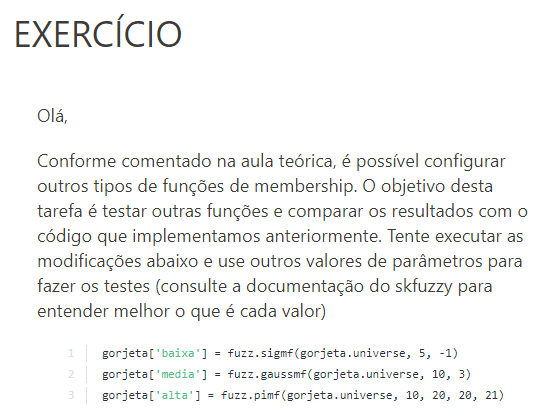 EXERCÍCIO
Olá,
Conforme comentado na aula teórica, é possível configurar
outros tipos de funções de membership. O objetivo desta
tarefa é testar outras funções e comparar os resultados com o
código que implementamos anteriormente. Tente executar as
modificações abaixo e use outros valores de parâmetros para
fazer os testes (consulte a documentação do skfuzzy para
entender melhor o que é cada valor)
1 gorjeta['baixa'] = fuzz.sigmf(gorjeta.universe, 5, -1)
2 gorjeta['media'] = fuzz.gaussmf(gorjeta.universe, 10, 3)
3 gorjeta['alta'] = fuzz.pimf(gorjeta.universe, 10, 20, 20, 21)